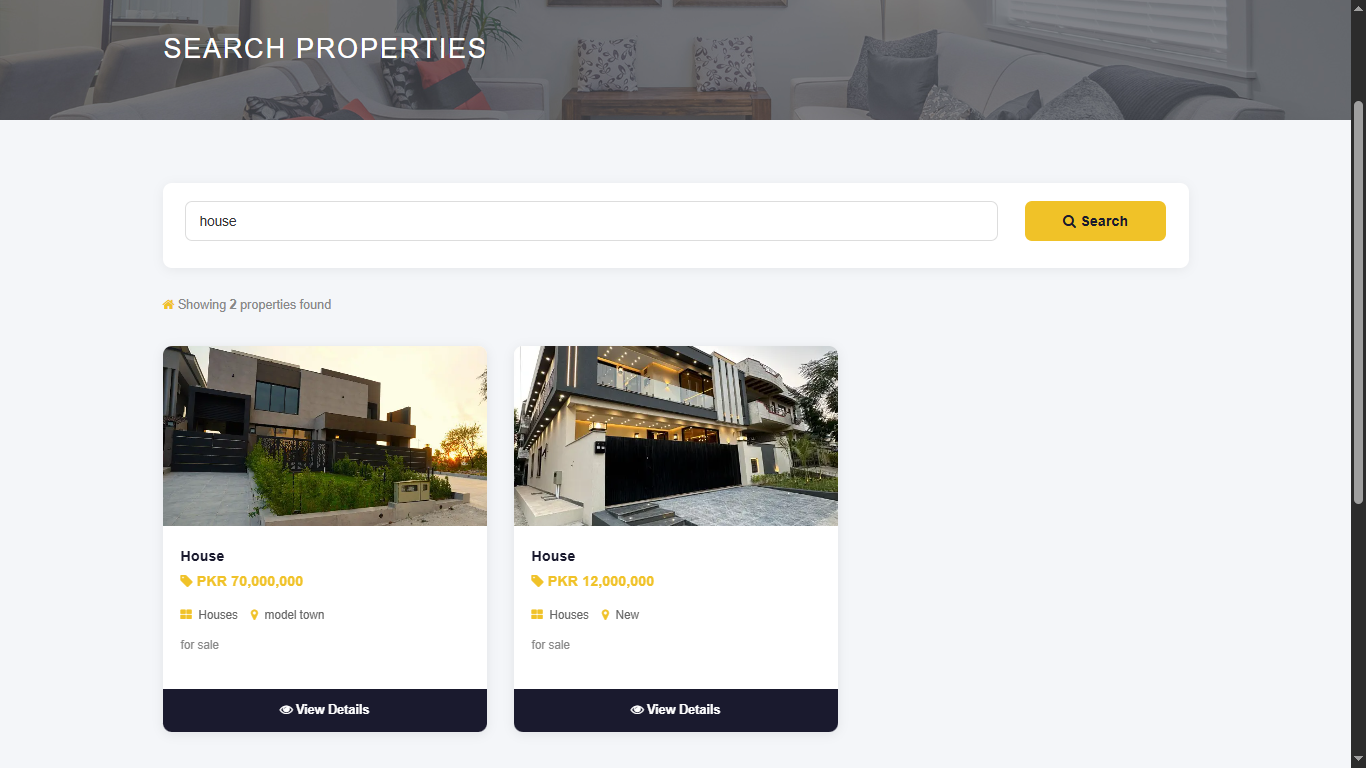 SEARCH PROPERTIES
house
Search
Showing 2 properties found
House
PKR 70,000,000
Houses model town
for sale
View Details
House
PKR 12,000,000
Houses New
for sale
View Details